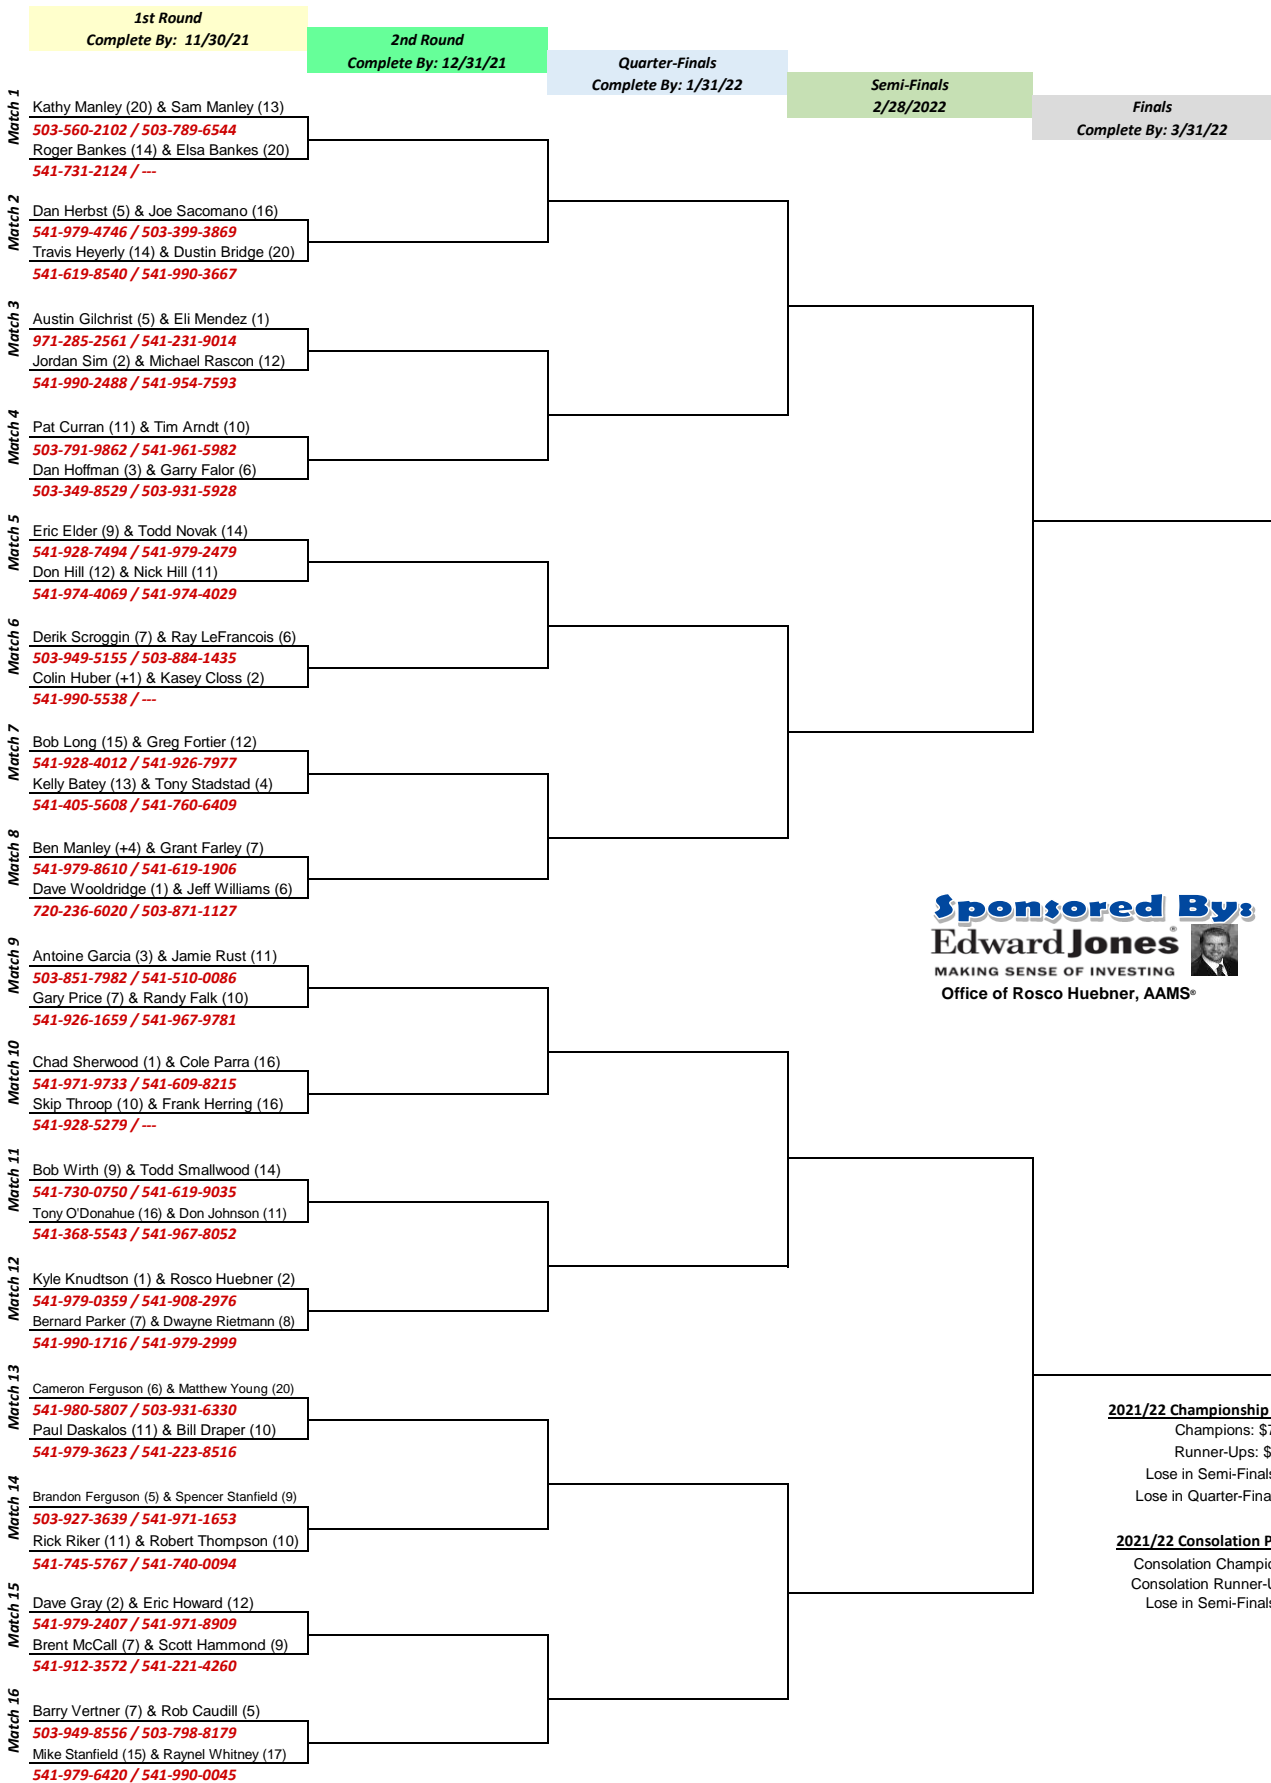 1st Round
Complete By: 11/30/21
2nd Round
Complete By: 12/31/21
Quarter-Finals
Complete By: 1/31/22
Semi-Finals
2/28/2022
Finals
Complete By: 3/31/22
Match 1
Kathy Manley (20) & Sam Manley (13)
503-560-2102 / 503-789-6544
Roger Bankes (14) & Elsa Bankes (20)
541-731-2124 / ---
Match 2
Dan Herbst (5) & Joe Sacomano (16)
541-979-4746 / 503-399-3869
Travis Heyerly (14) & Dustin Bridge (20)
541-619-8540 / 541-990-3667
Match 3
Austin Gilchrist (5) & Eli Mendez (1)
971-285-2561 / 541-231-9014
Jordan Sim (2) & Michael Rascon (12)
541-990-2488 / 541-954-7593
Match 4
Pat Curran (11) & Tim Arndt (10)
503-791-9862 / 541-961-5982
Dan Hoffman (3) & Garry Falor (6)
503-349-8529 / 503-931-5928
Match 5
Eric Elder (9) & Todd Novak (14)
541-928-7494 / 541-979-2479
Don Hill (12) & Nick Hill (11)
541-974-4069 / 541-974-4029
Match 6
Derik Scroggin (7) & Ray LeFrancois (6)
503-949-5155 / 503-884-1435
Colin Huber (+1) & Kasey Closs (2)
541-990-5538 / ---
Match 7
Bob Long (15) & Greg Fortier (12)
541-928-4012 / 541-926-7977
Kelly Batey (13) & Tony Stadstad (4)
541-405-5608 / 541-760-6409
Match 8
Ben Manley (+4) & Grant Farley (7)
541-979-8610 / 541-619-1906
Dave Wooldridge (1) & Jeff Williams (6)
720-236-6020 / 503-871-1127
Sponsored By:
Edward Jones®
MAKING SENSE OF INVESTING
Office of Rosco Huebner, AAMS®
Match 9
Antoine Garcia (3) & Jamie Rust (11)
503-851-7982 / 541-510-0086
Gary Price (7) & Randy Falk (10)
541-926-1659 / 541-967-9781
Match 10
Chad Sherwood (1) & Cole Parra (16)
541-971-9733 / 541-609-8215
Skip Throop (10) & Frank Herring (16)
541-928-5279 / ---
Match 11
Bob Wirth (9) & Todd Smallwood (14)
541-730-0750 / 541-619-9035
Tony O'Donahue (16) & Don Johnson (11)
541-368-5543 / 541-967-8052
Match 12
Kyle Knudtson (1) & Rosco Huebner (2)
541-979-0359 / 541-908-2976
Bernard Parker (7) & Dwayne Rietmann (8)
541-990-1716 / 541-979-2999
Match 13
Cameron Ferguson (6) & Matthew Young (20)
541-980-5807 / 503-931-6330
Paul Daskalos (11) & Bill Draper (10)
541-979-3623 / 541-223-8516
Match 14
Brandon Ferguson (5) & Spencer Stanfield (9)
503-927-3639 / 541-971-1653
Rick Riker (11) & Robert Thompson (10)
541-745-5767 / 541-740-0094
Match 15
Dave Gray (2) & Eric Howard (12)
541-979-2407 / 541-971-8909
Brent McCall (7) & Scott Hammond (9)
541-912-3572 / 541-221-4260
Match 16
Barry Vertner (7) & Rob Caudill (5)
503-949-8556 / 503-798-8179
Mike Stanfield (15) & Raynel Whitney (17)
541-979-6420 / 541-990-0045
2021/22 Championship
Champions: $7
Runner-Ups: $
Lose in Semi-Finals
Lose in Quarter-Fina
2021/22 Consolation P
Consolation Champio
Consolation Runner-U
Lose in Semi-Finals